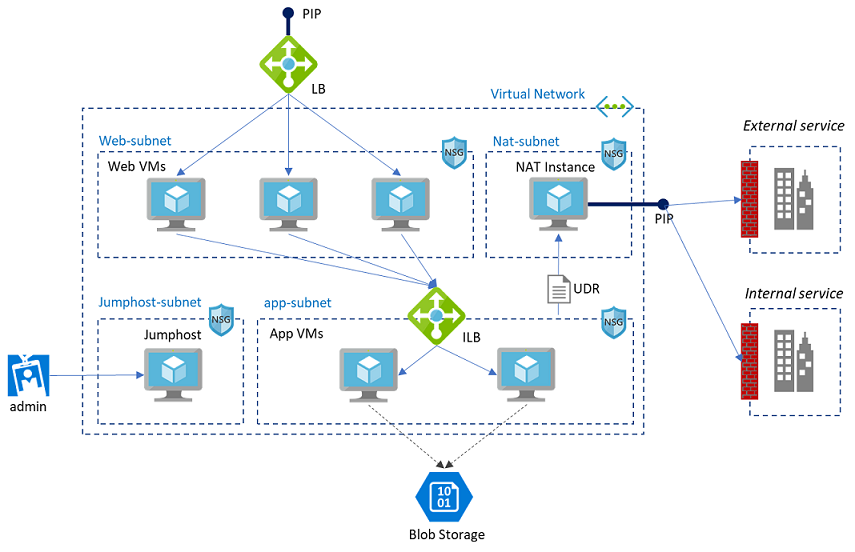 PIP
LB
Virtual Network
Web-subnet
NSG
Web VMs
Nat-subnet
NSG
NAT Instance
PIP
External service
UDR
Jumphost-subnet
NSG
Jumphost
app-subnet
NSG
App VMs
ILB
Internal service
admin
10
01
Blob Storage